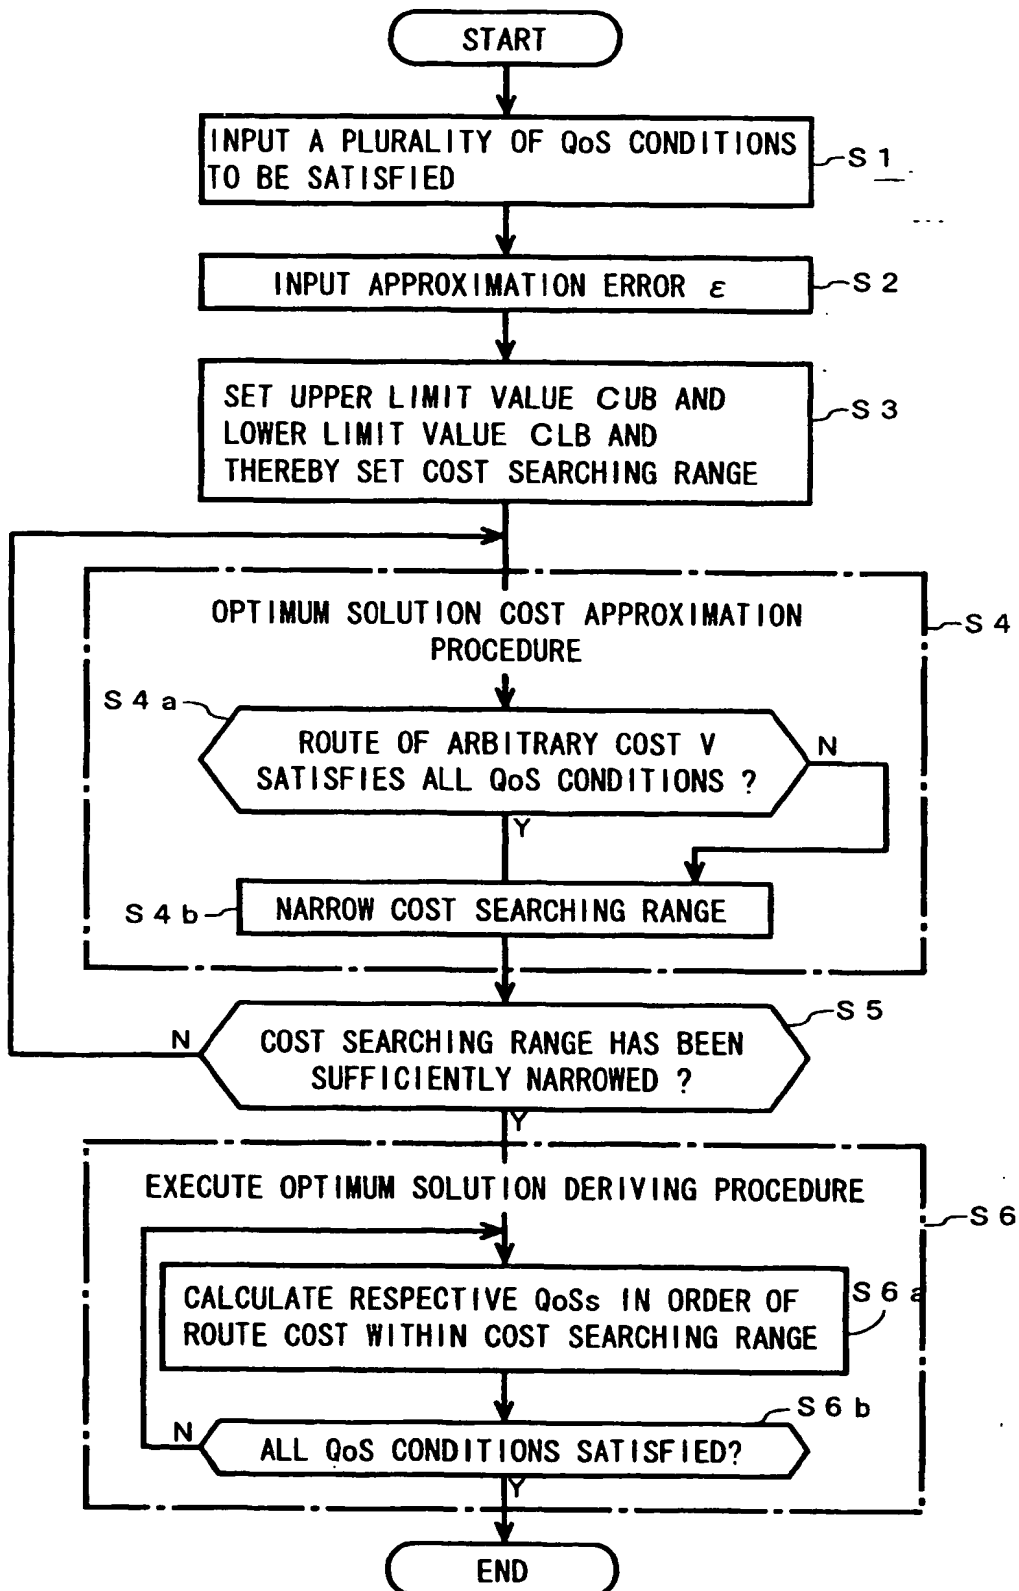 START
INPUT A PLURALITY OF QoS CONDITIONS
TO BE SATISFIED
S 1
INPUT APPROXIMATION ERROR ε
S 2
SET UPPER LIMIT VALUE CUB AND
LOWER LIMIT VALUE CLB AND
THEREBY SET COST SEARCHING RANGE
S 3
OPTIMUM SOLUTION COST APPROXIMATION
PROCEDURE
S 4
S 4 a
ROUTE OF ARBITRARY COST V
SATISFIES ALL QoS CONDITIONS ?
N
Y
S 4 b
NARROW COST SEARCHING RANGE
S 5
N
COST SEARCHING RANGE HAS BEEN
SUFFICIENTLY NARROWED ?
Y
EXECUTE OPTIMUM SOLUTION DERIVING PROCEDURE
S 6
CALCULATE RESPECTIVE QoSs IN ORDER OF
ROUTE COST WITHIN COST SEARCHING RANGE
S 6 a
S 6 b
N
ALL QoS CONDITIONS SATISFIED?
Y
END